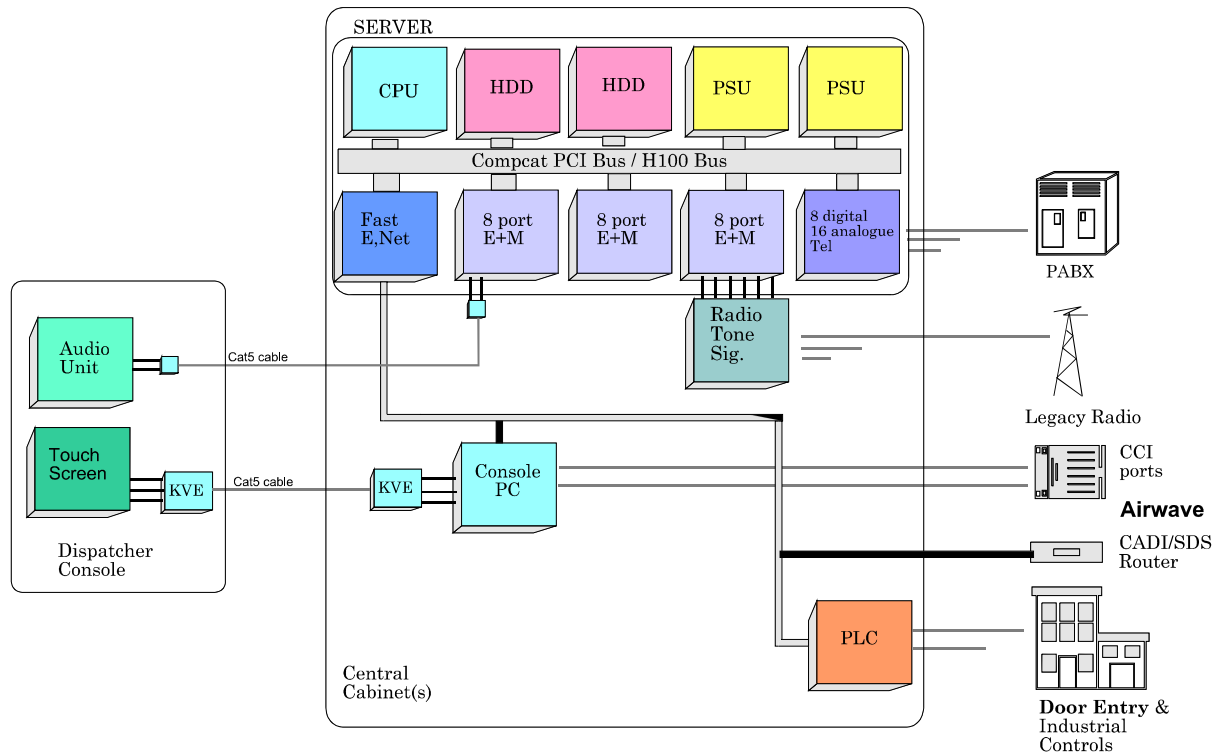 SERVER
CPU
HDD
HDD
PSU
PSU
Compcat PCI Bus / H100 Bus
Fast
E,Net
8 port
E+M
8 port
E+M
8 port
E+M
8 digital
16 analogue
Tel
PABX
Radio
Tone
Sig.
Legacy Radio
Audio
Unit
Cat5 cable
Touch
Screen
KVE
Cat5 cable
KVE
Console
PC
CCI
ports
Airwave
CADI/SDS
Router
Dispatcher
Console
PLC
Central
Cabinet(s)
Door Entry &
Industrial
Controls